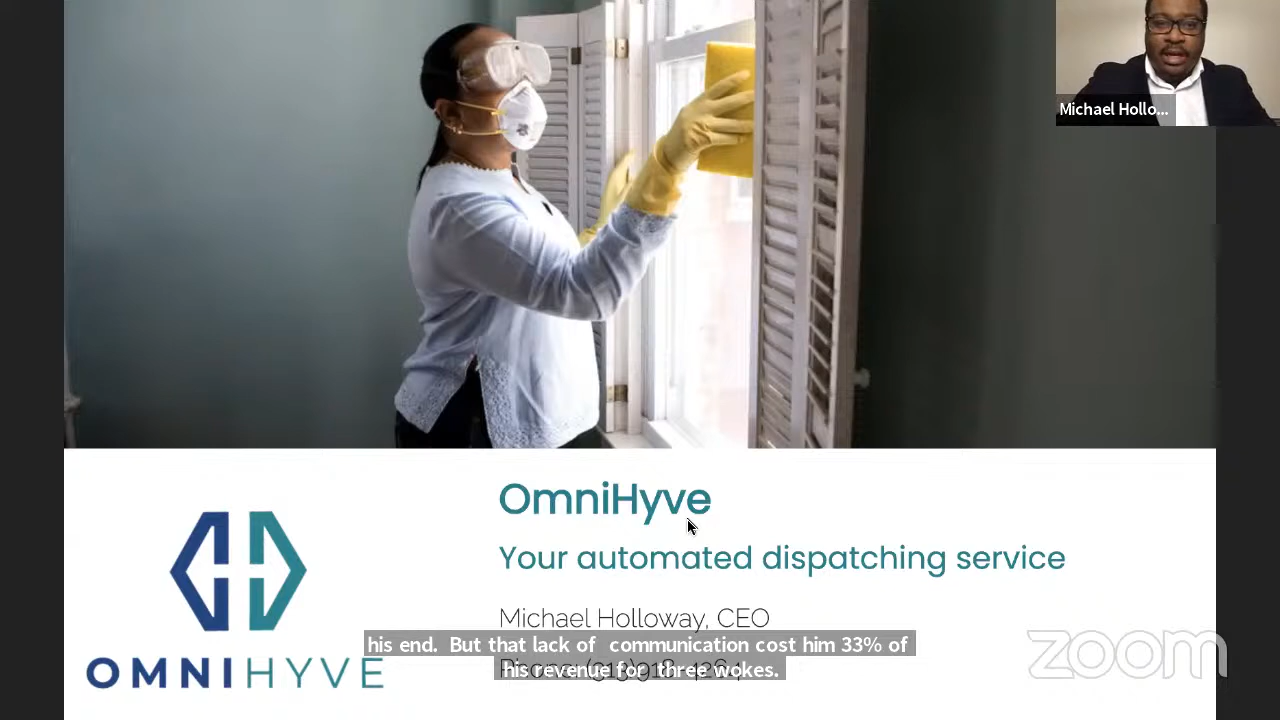 Michael Hollo...
OmniHyve
Your automated dispatching service
Michael Holloway, CEO
his end. But that lack of communication cost him 33% of
his revenue for three wokes.
OMNIHYVE
zoom